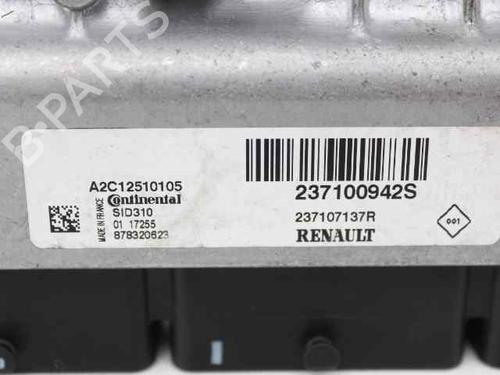 B-PARTS
A2C12510105
Continental
SID310
01 17255
878320623
MADE IN FRANCE
237100942S
237107137R
RENAULT
001